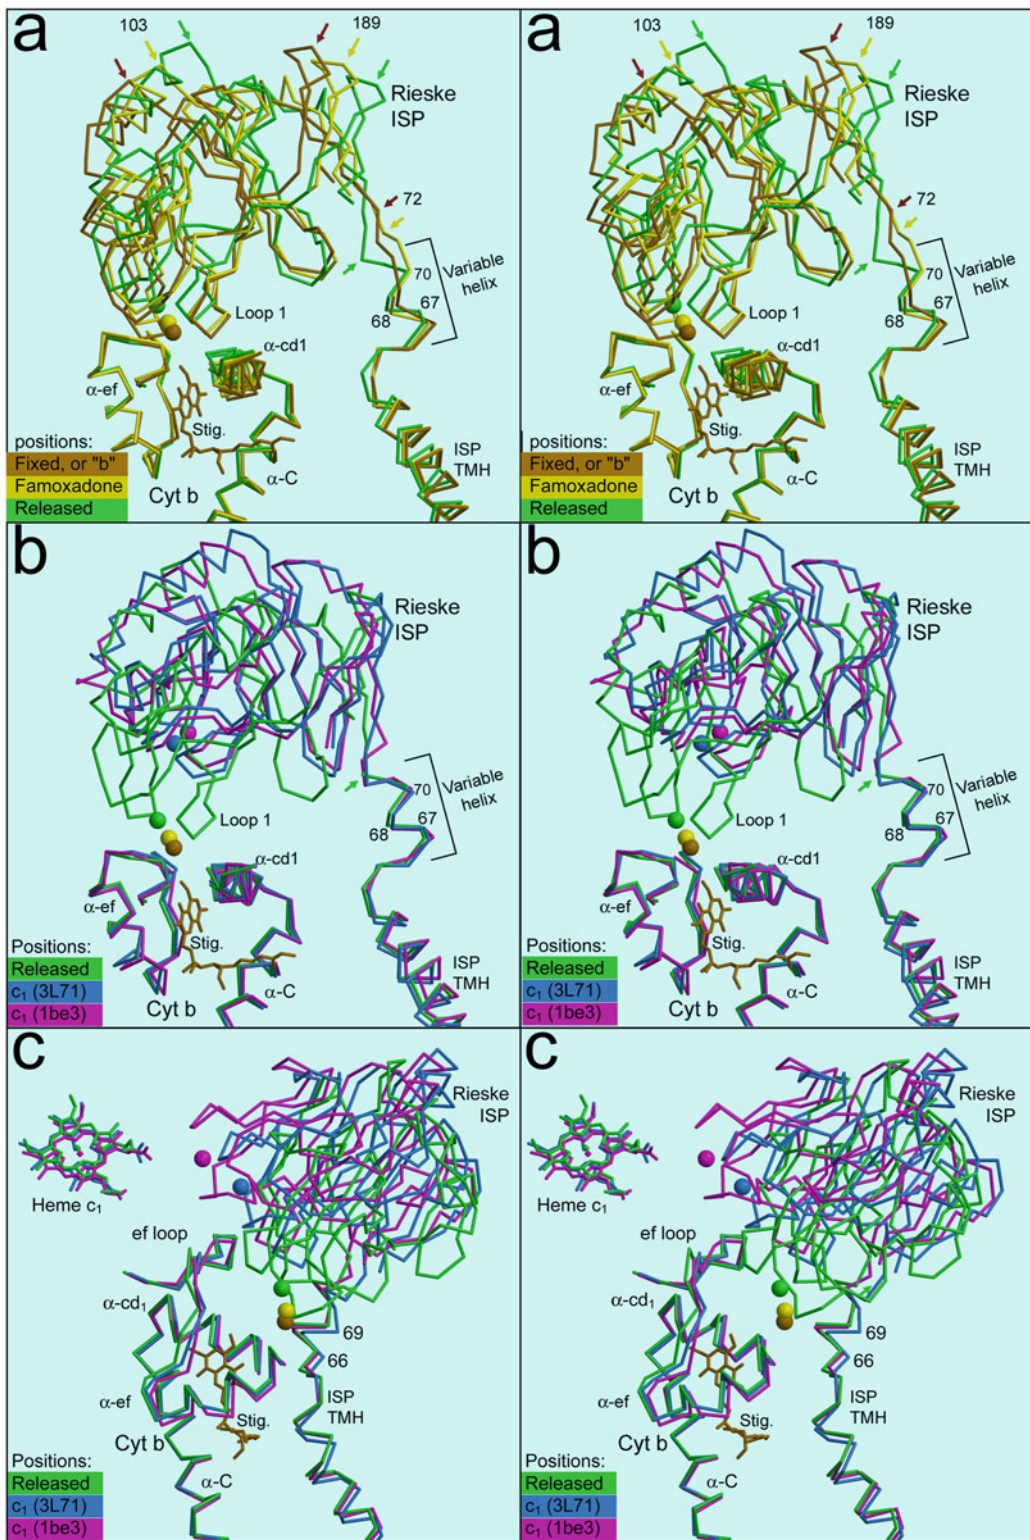 a
103
189
Rieske
ISP
72
70
Variable
helix
67
68
Loop 1
α-cd1
α-ef
Stig.
ISP
TMH
α-C
Cyt b
positions:
Fixed, or "b"
Famoxadone
Released
a
103
189
Rieske
ISP
72
70
Variable
helix
67
68
Loop 1
α-cd1
α-ef
Stig.
ISP
TMH
α-C
Cyt b
positions:
Fixed, or "b"
Famoxadone
Released
b
Rieske
ISP
70
Variable
helix
67
68
Loop 1
α-cd1
α-ef
Stig.
ISP
TMH
α-C
Cyt b
Positions:
Released
c₁ (3L71)
c₁ (1be3)
b
Rieske
ISP
70
Variable
helix
67
68
Loop 1
α-cd1
α-ef
Stig.
ISP
TMH
α-C
Cyt b
Positions:
Released
c₁ (3L71)
c₁ (1be3)
c
Rieske
ISP
Heme c₁
ef loop
α-cd₁
69
66
α-ef
ISP
TMH
Stig.
Cyt b
α-C
Positions:
Released
c₁ (3L71)
c₁ (1be3)
c
Rieske
ISP
Heme c₁
ef loop
α-cd₁
69
66
α-ef
ISP
TMH
Stig.
Cyt b
α-C
Positions:
Released
c₁ (3L71)
c₁ (1be3)